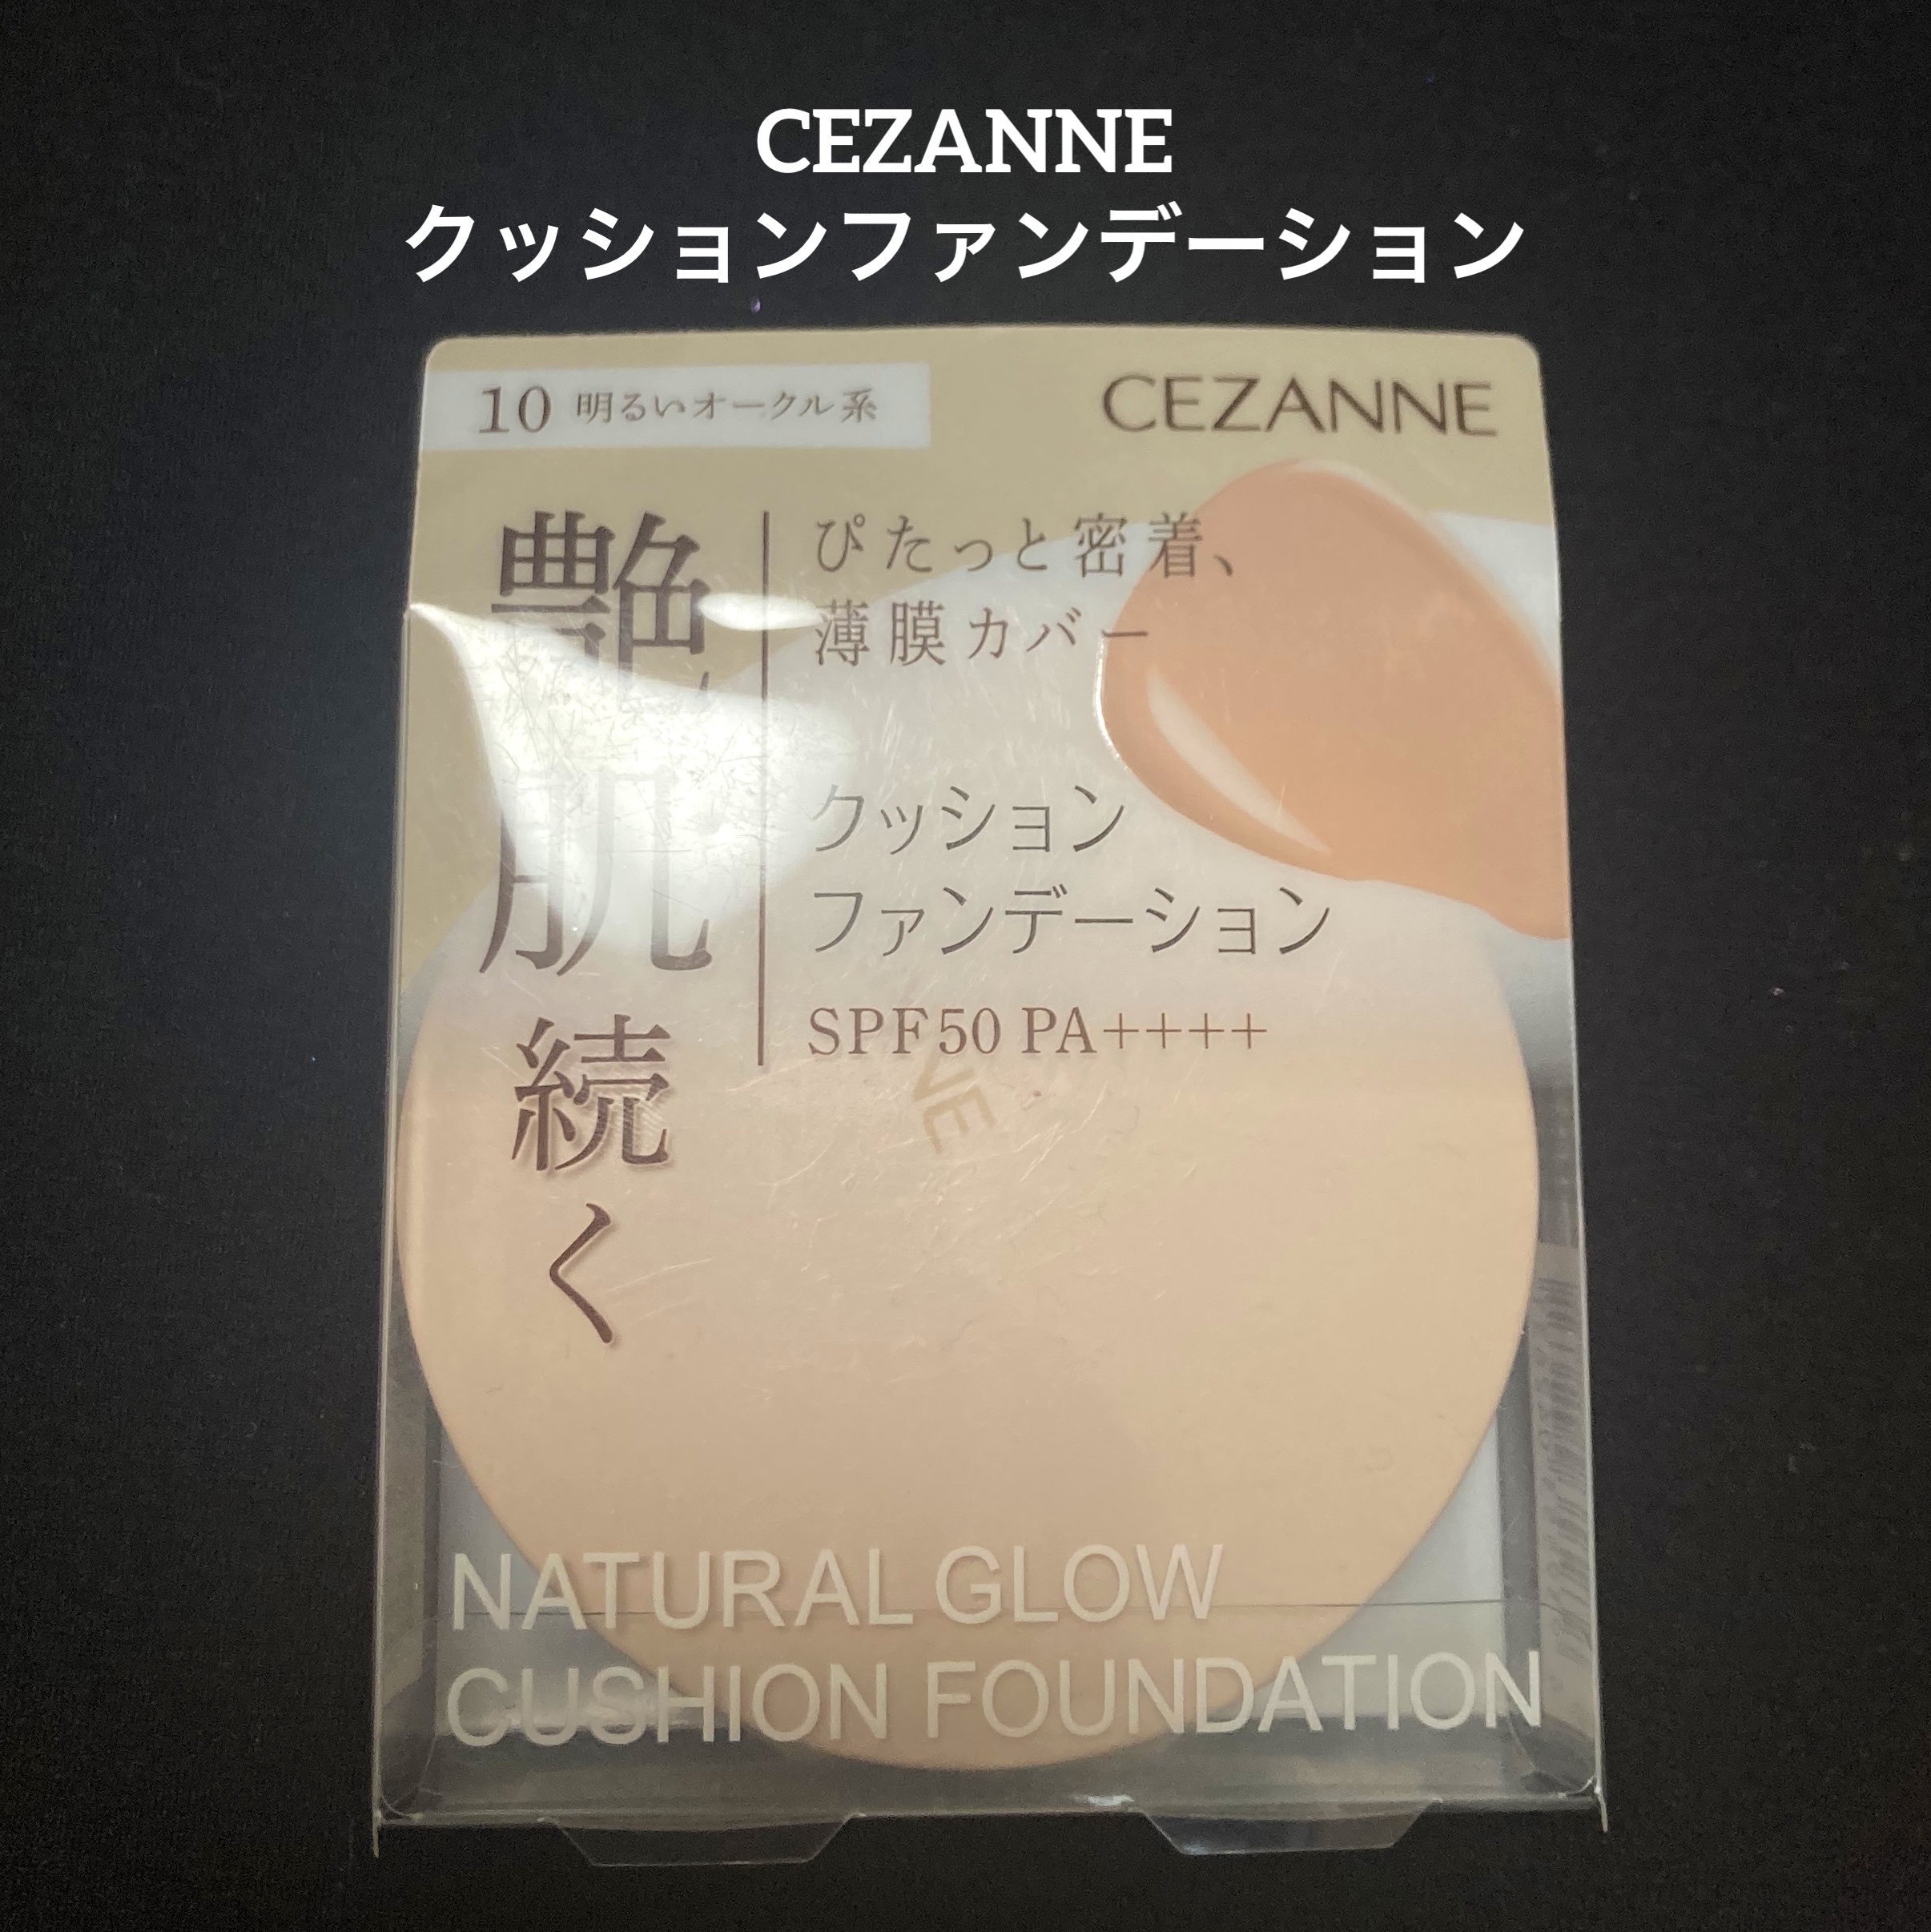 CEZANNE
クッションファンデーション
10 明るいオークル系
CEZANNE
艶肌続く
ぴたっと密着、
薄膜カバー
クッション
ファンデーション
SPF50 PA++++
NE
NATURAL GLOW
CUSHION FOUNDATION